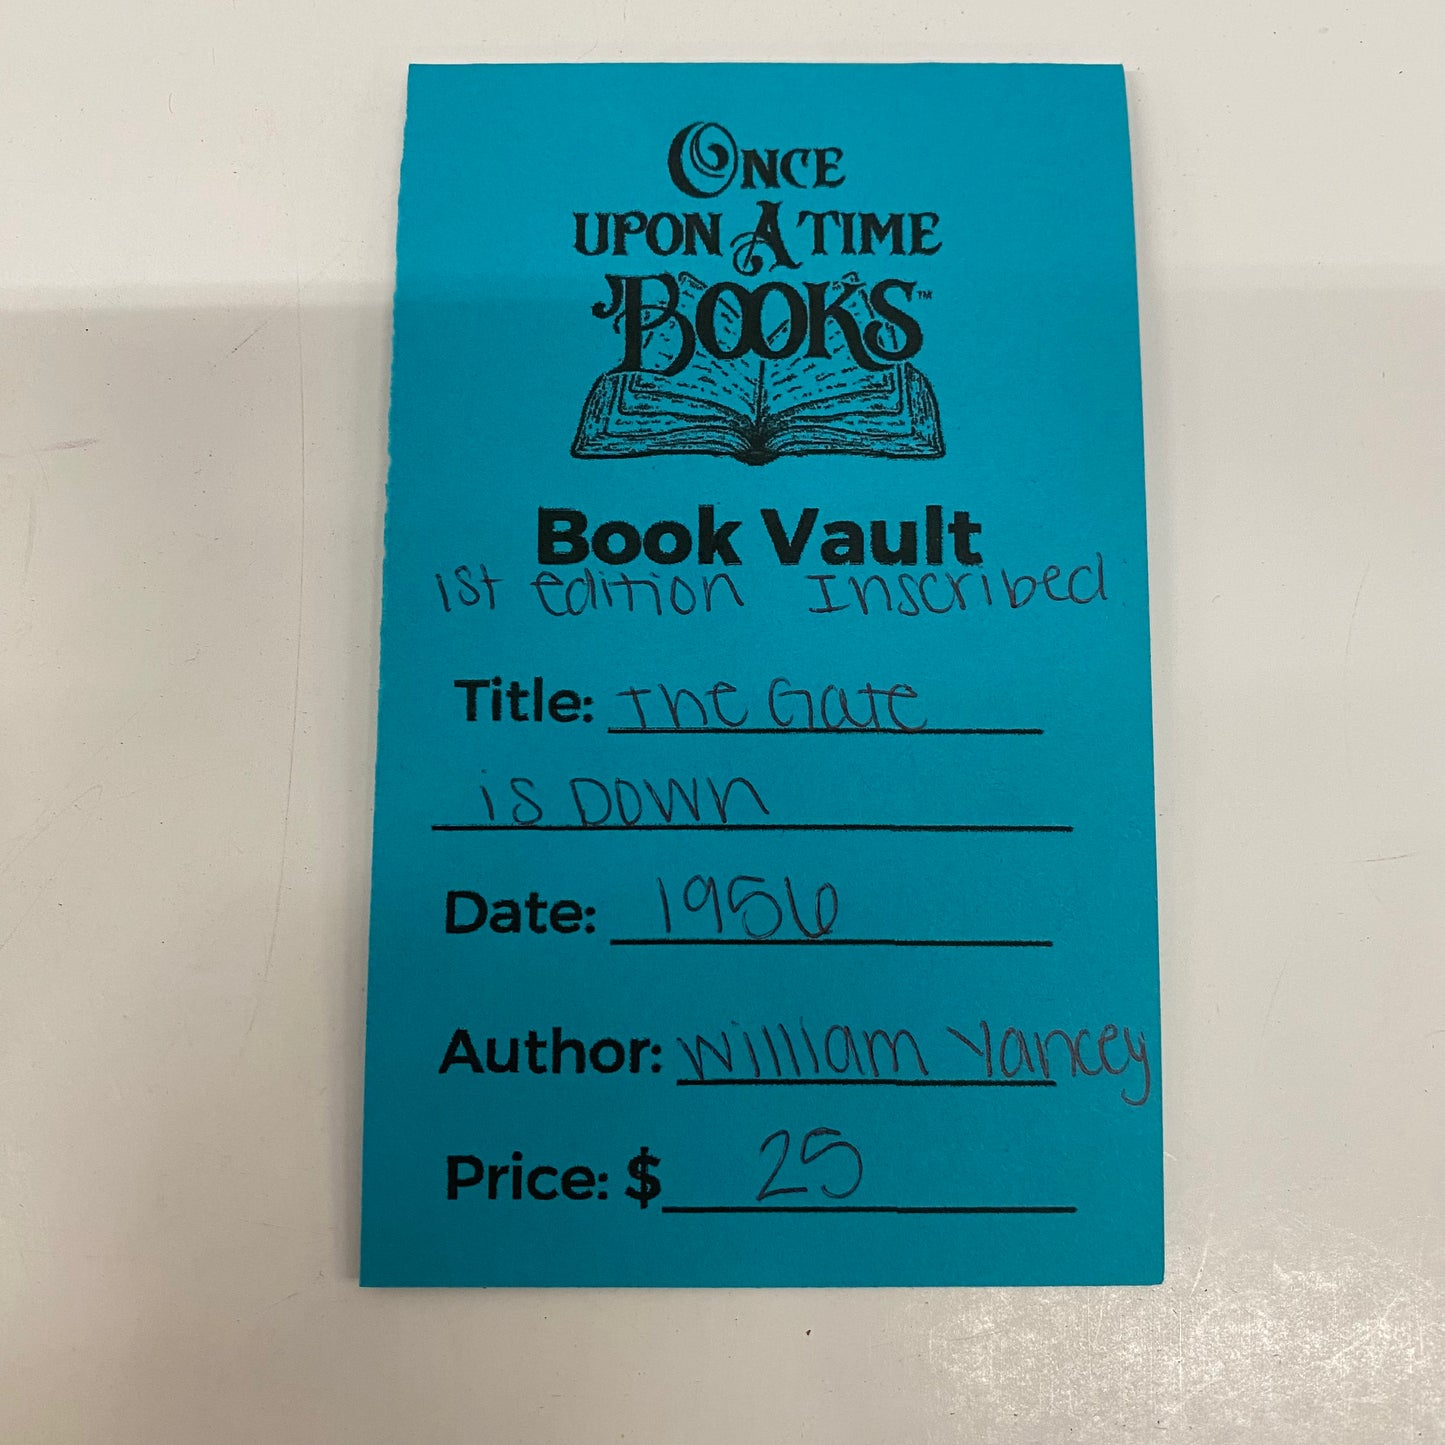 ONCE
UPON A TIME
BOOKS™
Book Vault
1st edition Inscribed
Title: The Gate
is Down
Date: 1956
Author: William Yancey
Price: $ 25